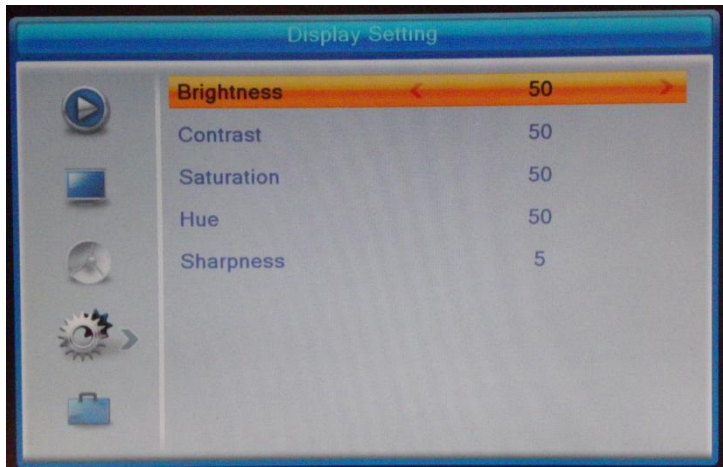 Display Setting
Brightness 50
Contrast 50
Saturation 50
Hue 50
Sharpness 5